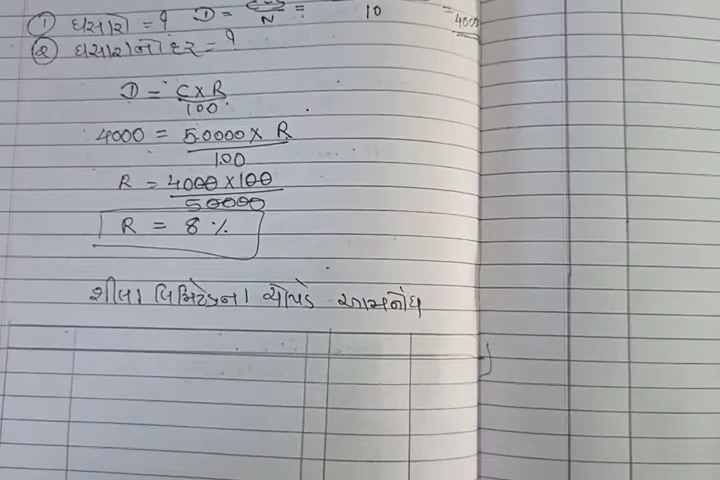 ① ઘસારો = ? D = N = 10 = 4000
② ઘસારાનો દર = ?
D = C X R
100
4000 = 50000 X R
100
R = 4000 X 100
50000
R = 8 %
શીલા લિમિટેડના ચોપડે આમનોંધ